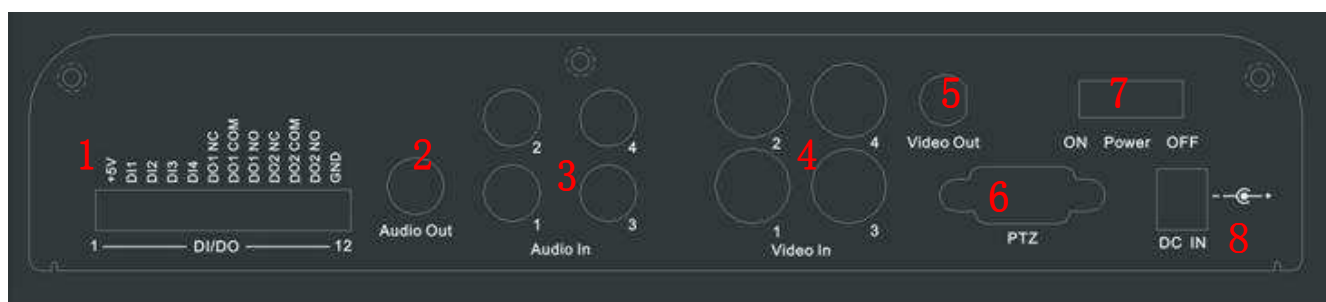 1
+5V
DI1
DI2
DI3
DI4
DO1 NC
DO1 COM
DO1 NO
DO2 NC
DO2 COM
DO2 NO
GND
1 DI/DO 12
2
Audio Out
2 4
3
1 3
Audio In
2 4
4
1 3
Video In
5
Video Out
6
PTZ
7
ON Power OFF
DC IN
8